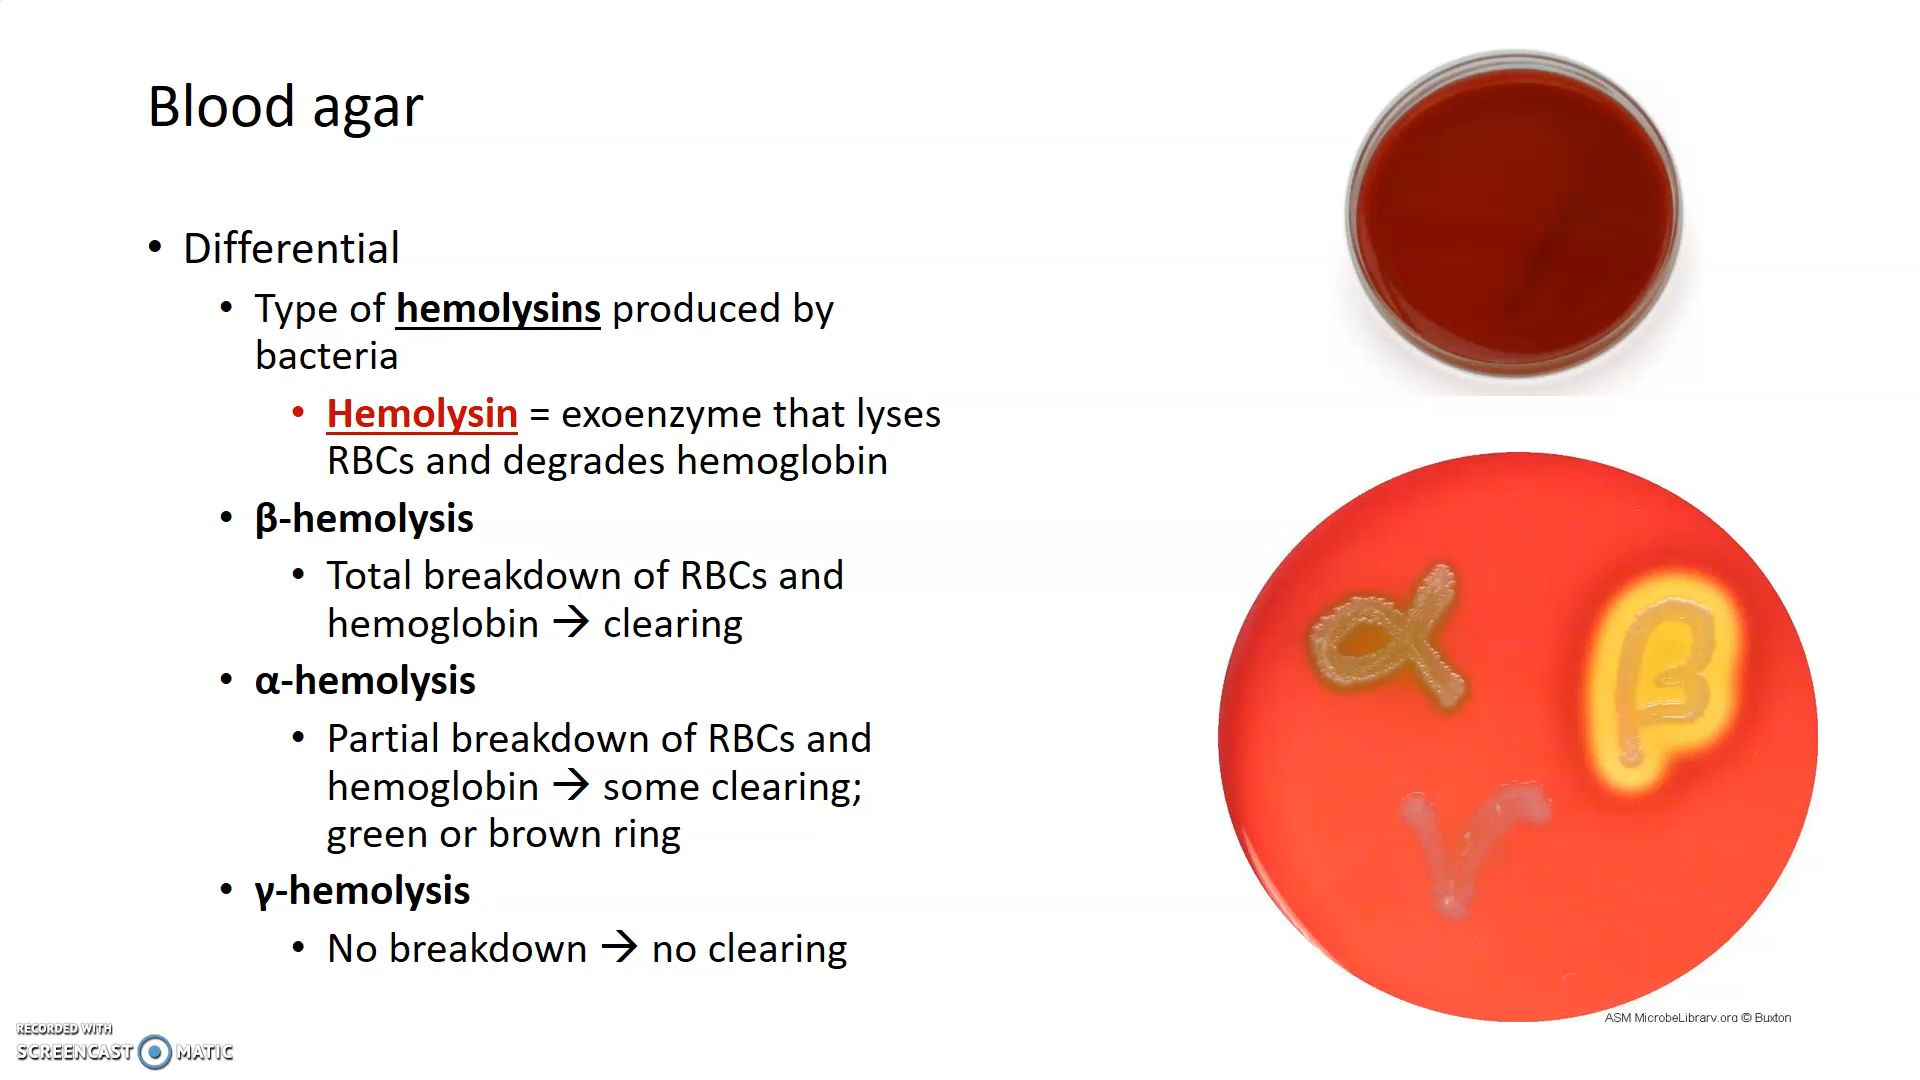 Blood agar
• Differential
• Type of hemolysins produced by
bacteria
• Hemolysin = exoenzyme that lyses
RBCs and degrades hemoglobin
• β-hemolysis
• Total breakdown of RBCs and
hemoglobin → clearing
• α-hemolysis
• Partial breakdown of RBCs and
hemoglobin → some clearing;
green or brown ring
• γ-hemolysis
• No breakdown → no clearing
α
β
γ
ASM MicrobeLibrary.org © Buxton
RECORDED WITH
SCREENCAST MATIC